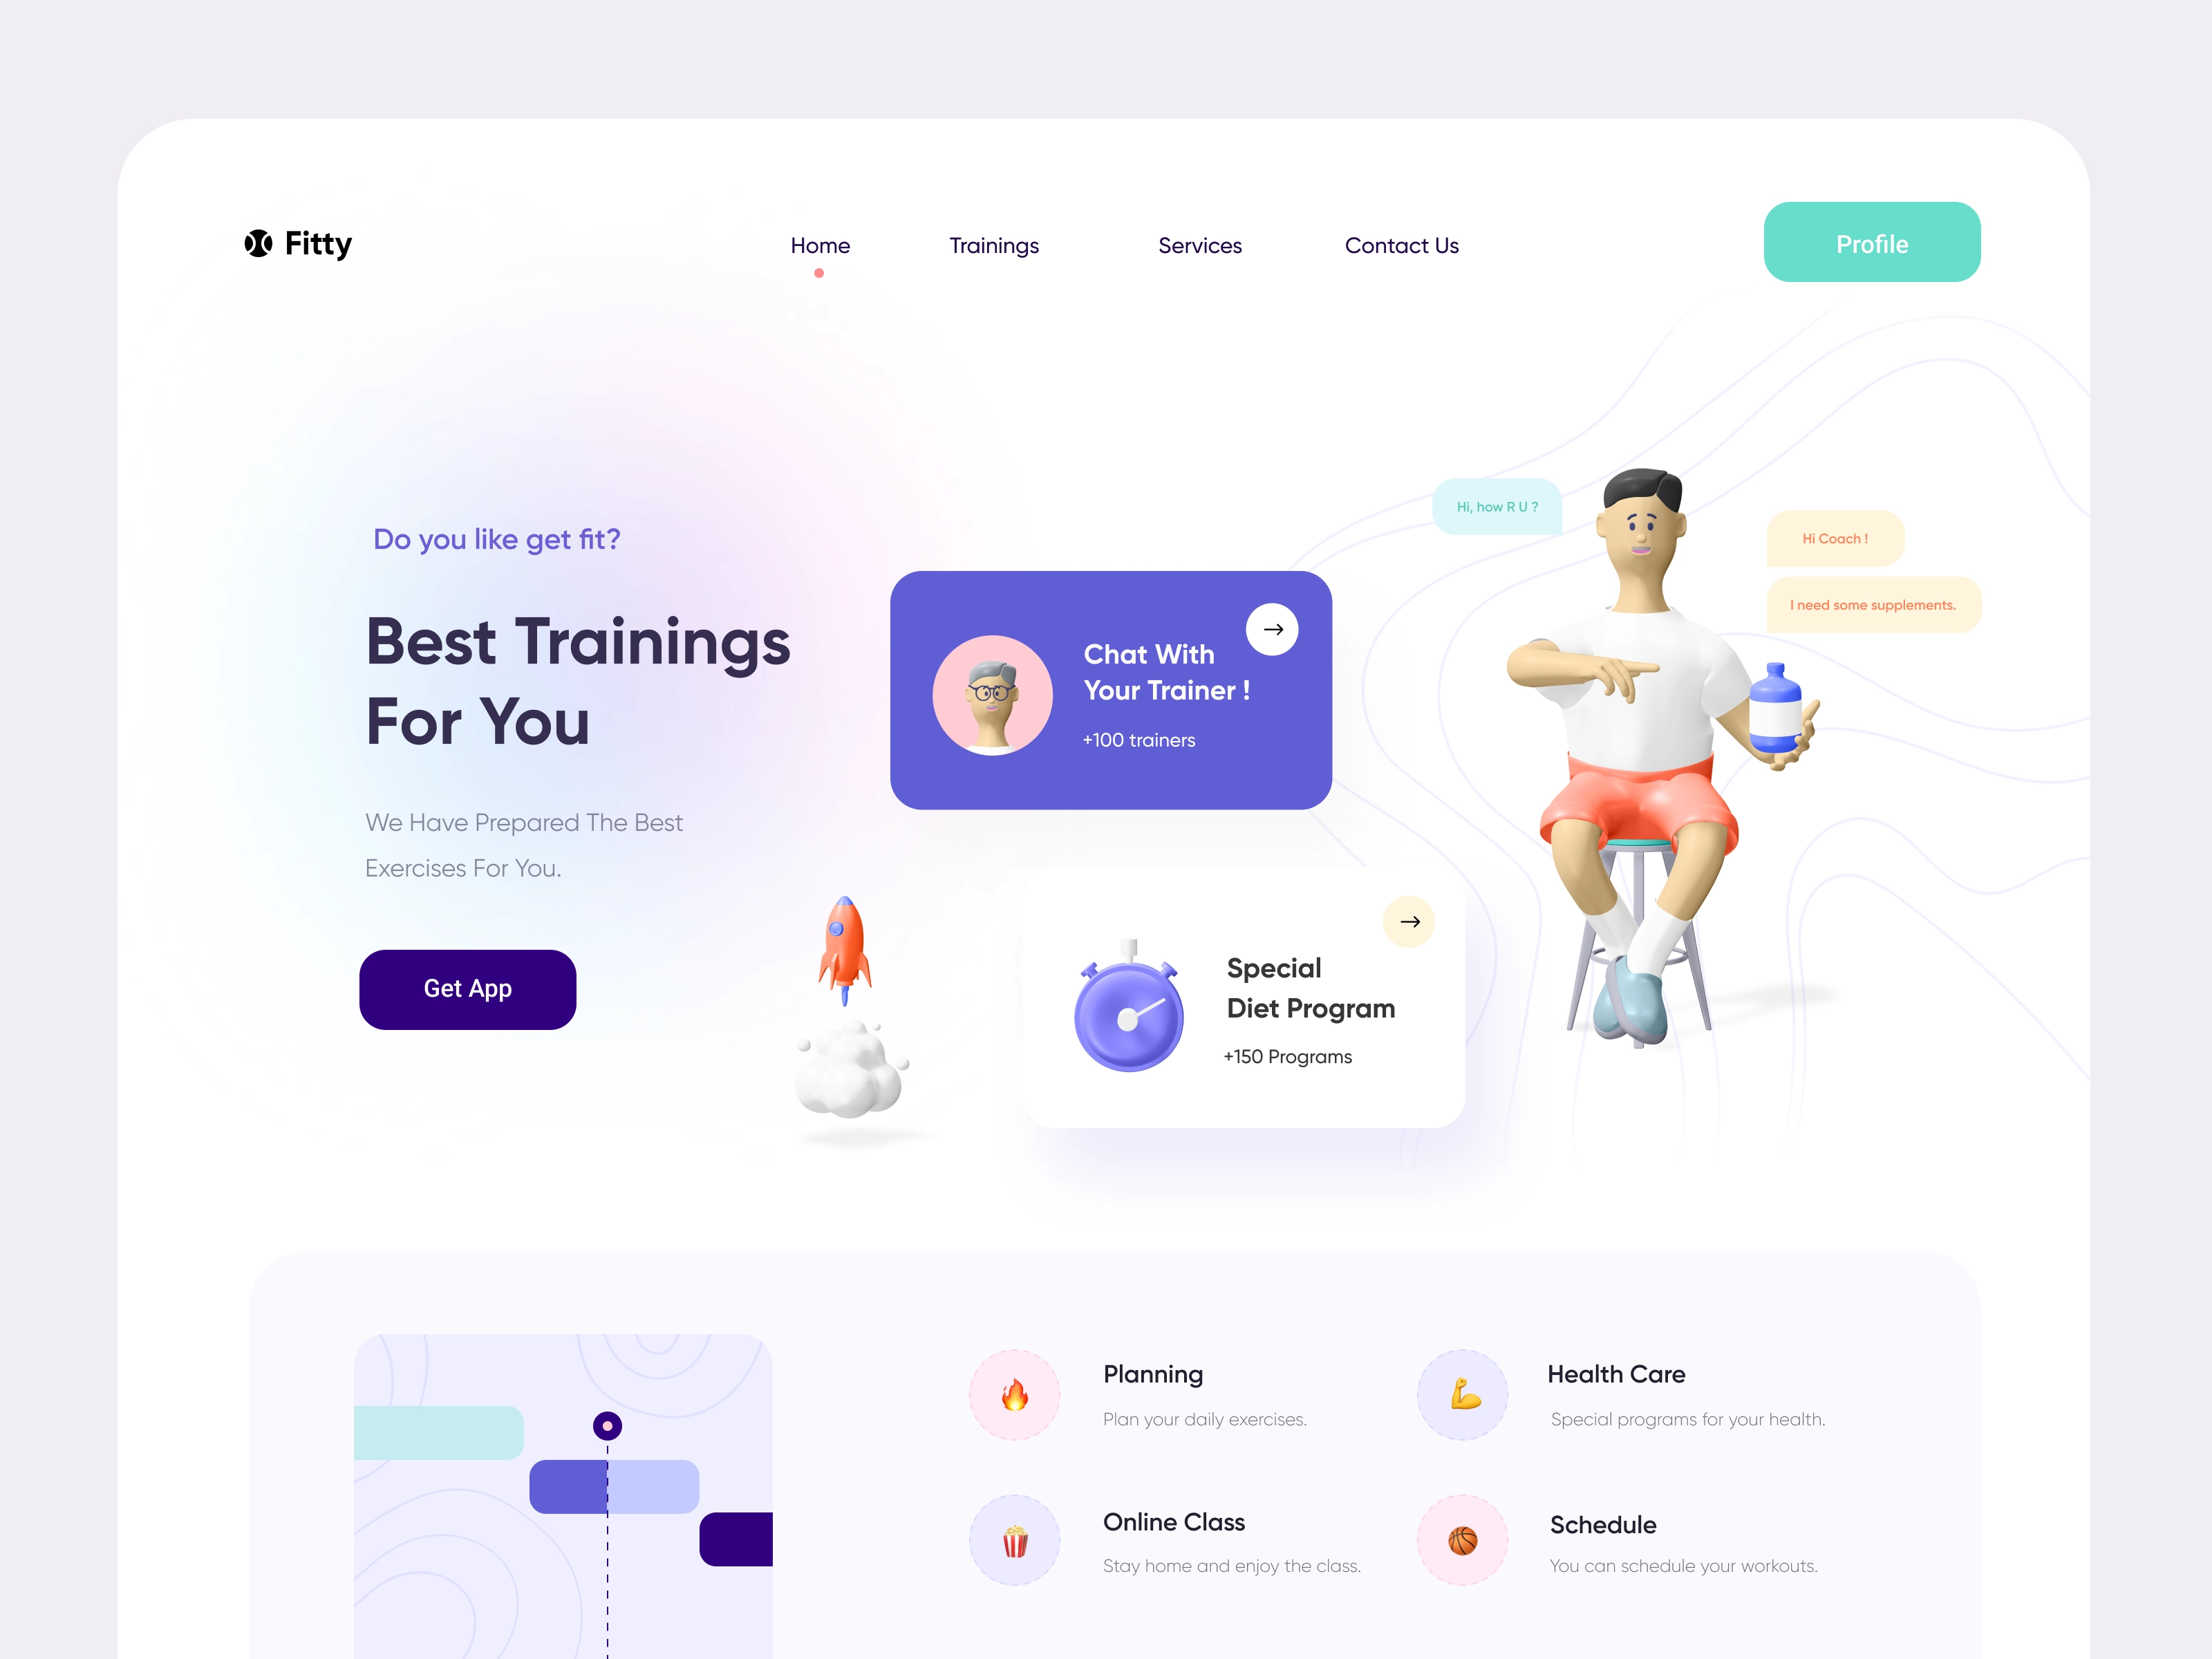 Fitty
Home
Trainings
Services
Contact Us
Profile
Do you like get fit?
Best Trainings
For You
We Have Prepared The Best
Exercises For You.
Get App
Chat With
Your Trainer !
+100 trainers
Special
Diet Program
+150 Programs
Hi, how R U ?
Hi Coach !
I need some supplements.
Planning
Plan your daily exercises.
Health Care
Special programs for your health.
Online Class
Stay home and enjoy the class.
Schedule
You can schedule your workouts.